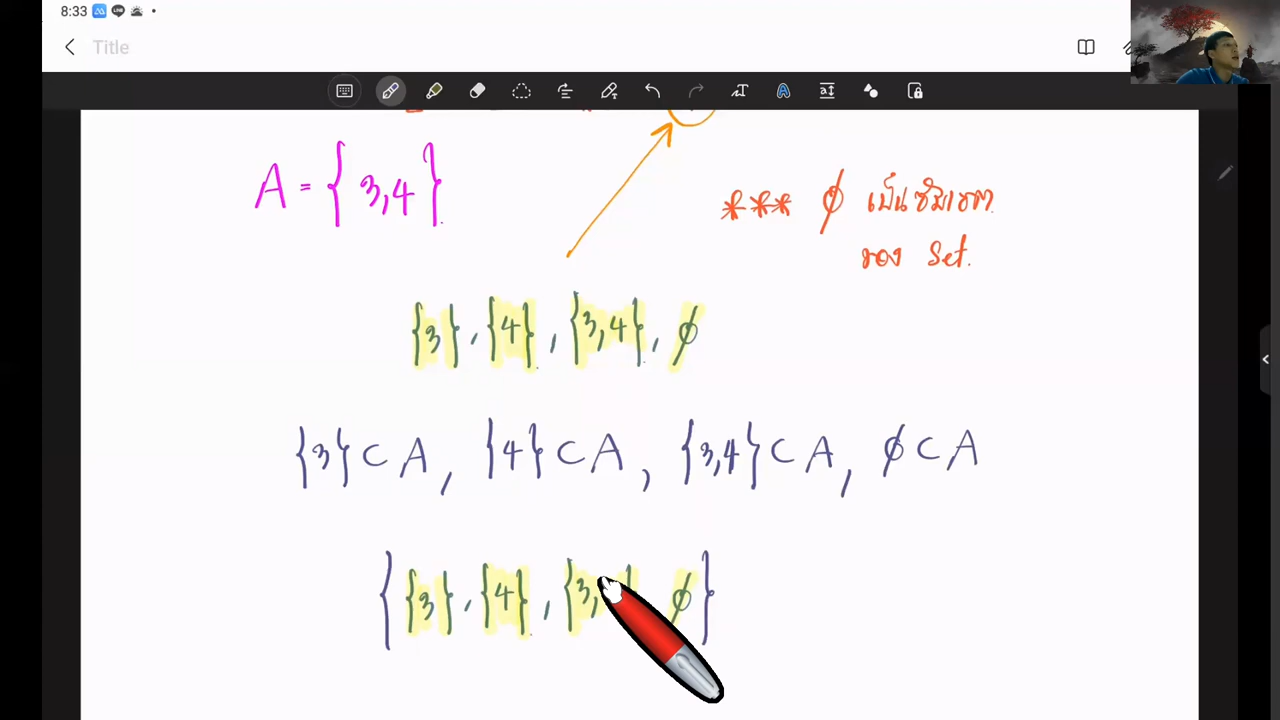 8:33
Title
A = {3,4}
*** ∅ เป็นซับเซต
ของ Set.
{3}, {4}, {3,4}, ∅
{3} ⊂ A, {4} ⊂ A, {3,4} ⊂ A, ∅ ⊂ A
{{3}, {4}, {3, ∅}